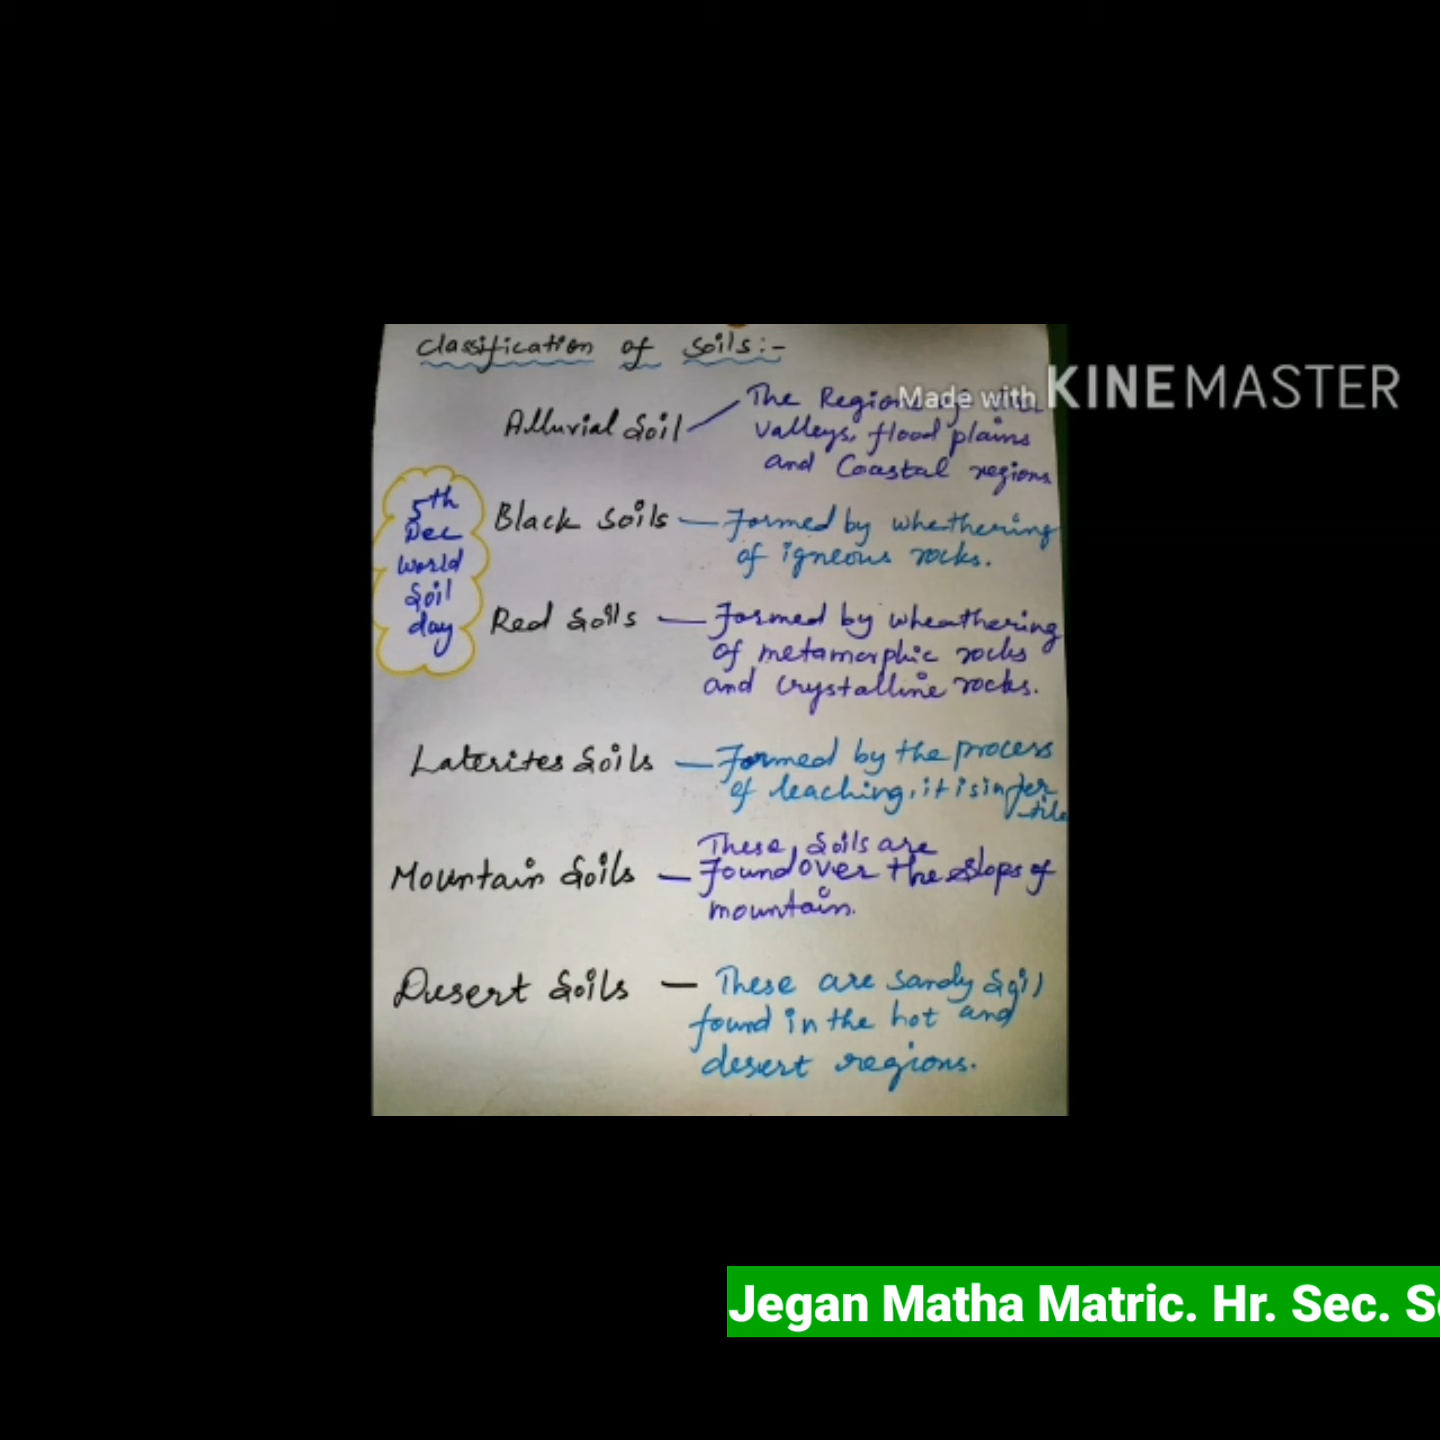 Classification of Soils:-
Alluvial Soil
The Region
valleys, flood plains
and Coastal regions
Made with KINEMASTER
5th
Dec
World
Soil
day
Black Soils — Formed by wheathering
of igneous rocks.
Red Soils — Formed by wheathering
of metamorphic rocks
and Crystalline rocks.
Laterites Soils — Formed by the process
of leaching, it is infer
-tile
Mountain Soils —
These Soils are
Found over the slops of
mountain.
Desert Soils — These are sandy Soil
found in the hot and
desert regions.
Jegan Matha Matric. Hr. Sec. S